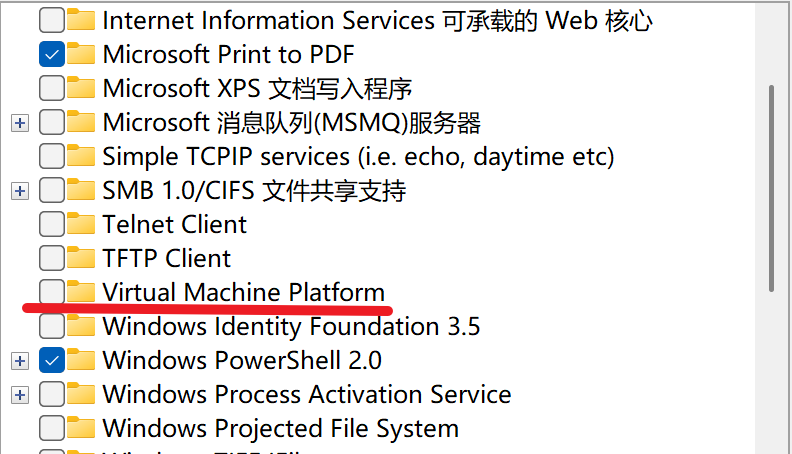 Internet Information Services 可承载的 Web 核心
Microsoft Print to PDF
Microsoft XPS 文档写入程序
Microsoft 消息队列(MSMQ)服务器
Simple TCPIP services (i.e. echo, daytime etc)
SMB 1.0/CIFS 文件共享支持
Telnet Client
TFTP Client
Virtual Machine Platform
Windows Identity Foundation 3.5
Windows PowerShell 2.0
Windows Process Activation Service
Windows Projected File System